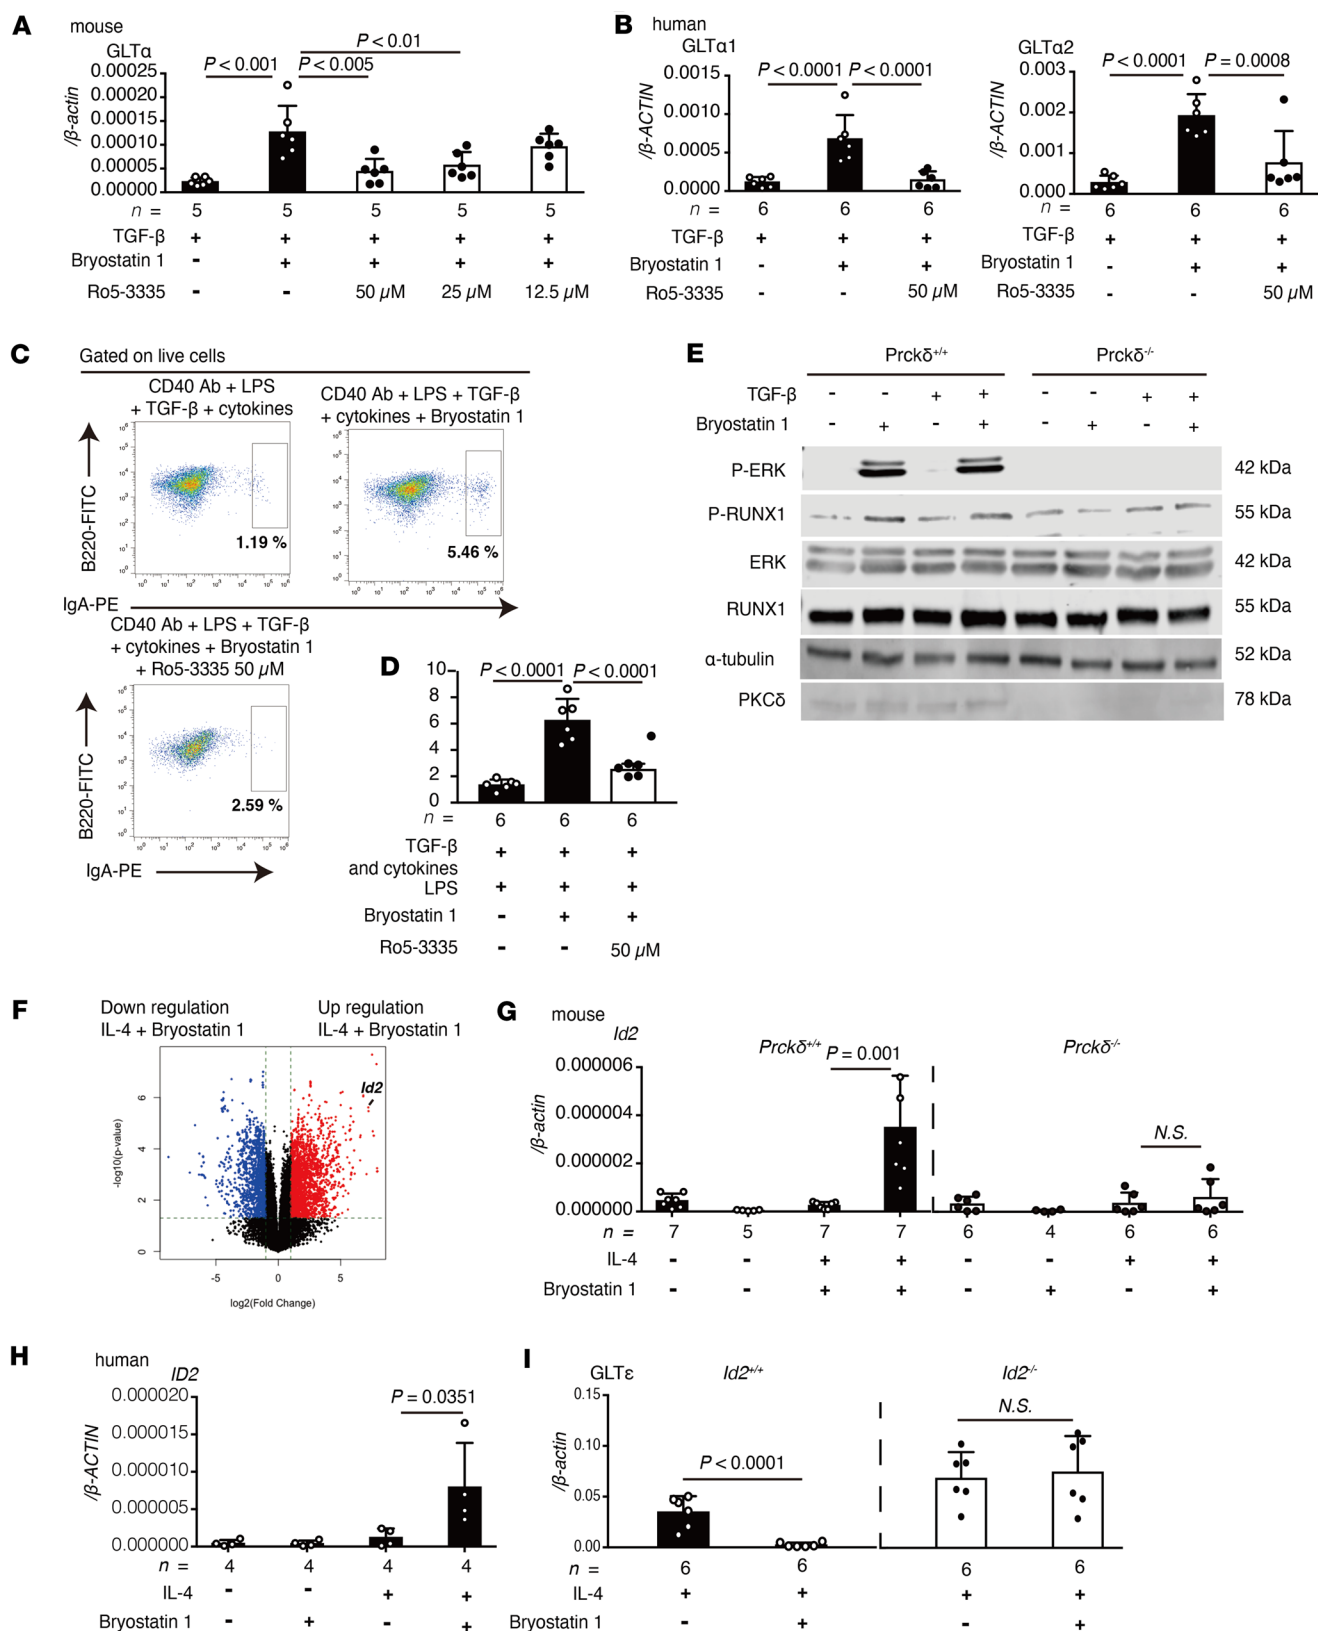 A
mouse
GLTα
/β-actin
0.00025
0.00020
0.00015
0.00010
0.00005
0.00000
P < 0.001
P < 0.005
P < 0.01
n = 5 5 5 5 5
TGF-β + + + + +
Bryostatin 1 - + + + +
Ro5-3335 - - 50 µM 25 µM 12.5 µM
B
human
GLTα1
/β-ACTIN
0.0015
0.0010
0.0005
0.0000
P < 0.0001 P < 0.0001
n = 6 6 6
TGF-β + + +
Bryostatin 1 - + +
Ro5-3335 - - 50 µM
GLTα2
/β-ACTIN
0.003
0.002
0.001
0.000
P < 0.0001 P = 0.0008
n = 6 6 6
TGF-β + + +
Bryostatin 1 - + +
Ro5-3335 - - 50 µM
C
Gated on live cells
CD40 Ab + LPS
+ TGF-β + cytokines
B220-FITC
1.19 %
CD40 Ab + LPS + TGF-β
+ cytokines + Bryostatin 1
5.46 %
IgA-PE
CD40 Ab + LPS + TGF-β
+ cytokines + Bryostatin 1
+ Ro5-3335 50 µM
B220-FITC
2.59 %
IgA-PE
D
10
8
6
4
2
0
P < 0.0001 P < 0.0001
n = 6 6 6
TGF-β + + +
and cytokines
LPS + + +
Bryostatin 1 - + +
Ro5-3335 - - 50 µM
E
Prckδ+/+ Prckδ-/-
TGF-β - - + + - - + +
Bryostatin 1 - + - + - + - +
P-ERK 42 kDa
P-RUNX1 55 kDa
ERK 42 kDa
RUNX1 55 kDa
α-tubulin 52 kDa
PKCδ 78 kDa
F
Down regulation
IL-4 + Bryostatin 1
Up regulation
IL-4 + Bryostatin 1
Id2
-log10(p-value)
6
4
2
0
-5 0 5
log2(Fold Change)
G
mouse
Id2
Prckδ+/+ Prckδ-/-
P = 0.001
N.S.
/β-actin
0.000006
0.000004
0.000002
0.000000
n = 7 5 7 7 6 4 6 6
IL-4 - - + + - - + +
Bryostatin 1 - - + + - + - +
H
human
ID2
/β-ACTIN
0.000020
0.000015
0.000010
0.000005
0.000000
P = 0.0351
n = 4 4 4 4
IL-4 - - + +
Bryostatin 1 - + - +
I
GLTε
Id2+/+ Id2-/-
/β-actin
0.15
0.10
0.05
0.00
P < 0.0001
N.S.
n = 6 6 6 6
IL-4 + + + +
Bryostatin 1 - + - +